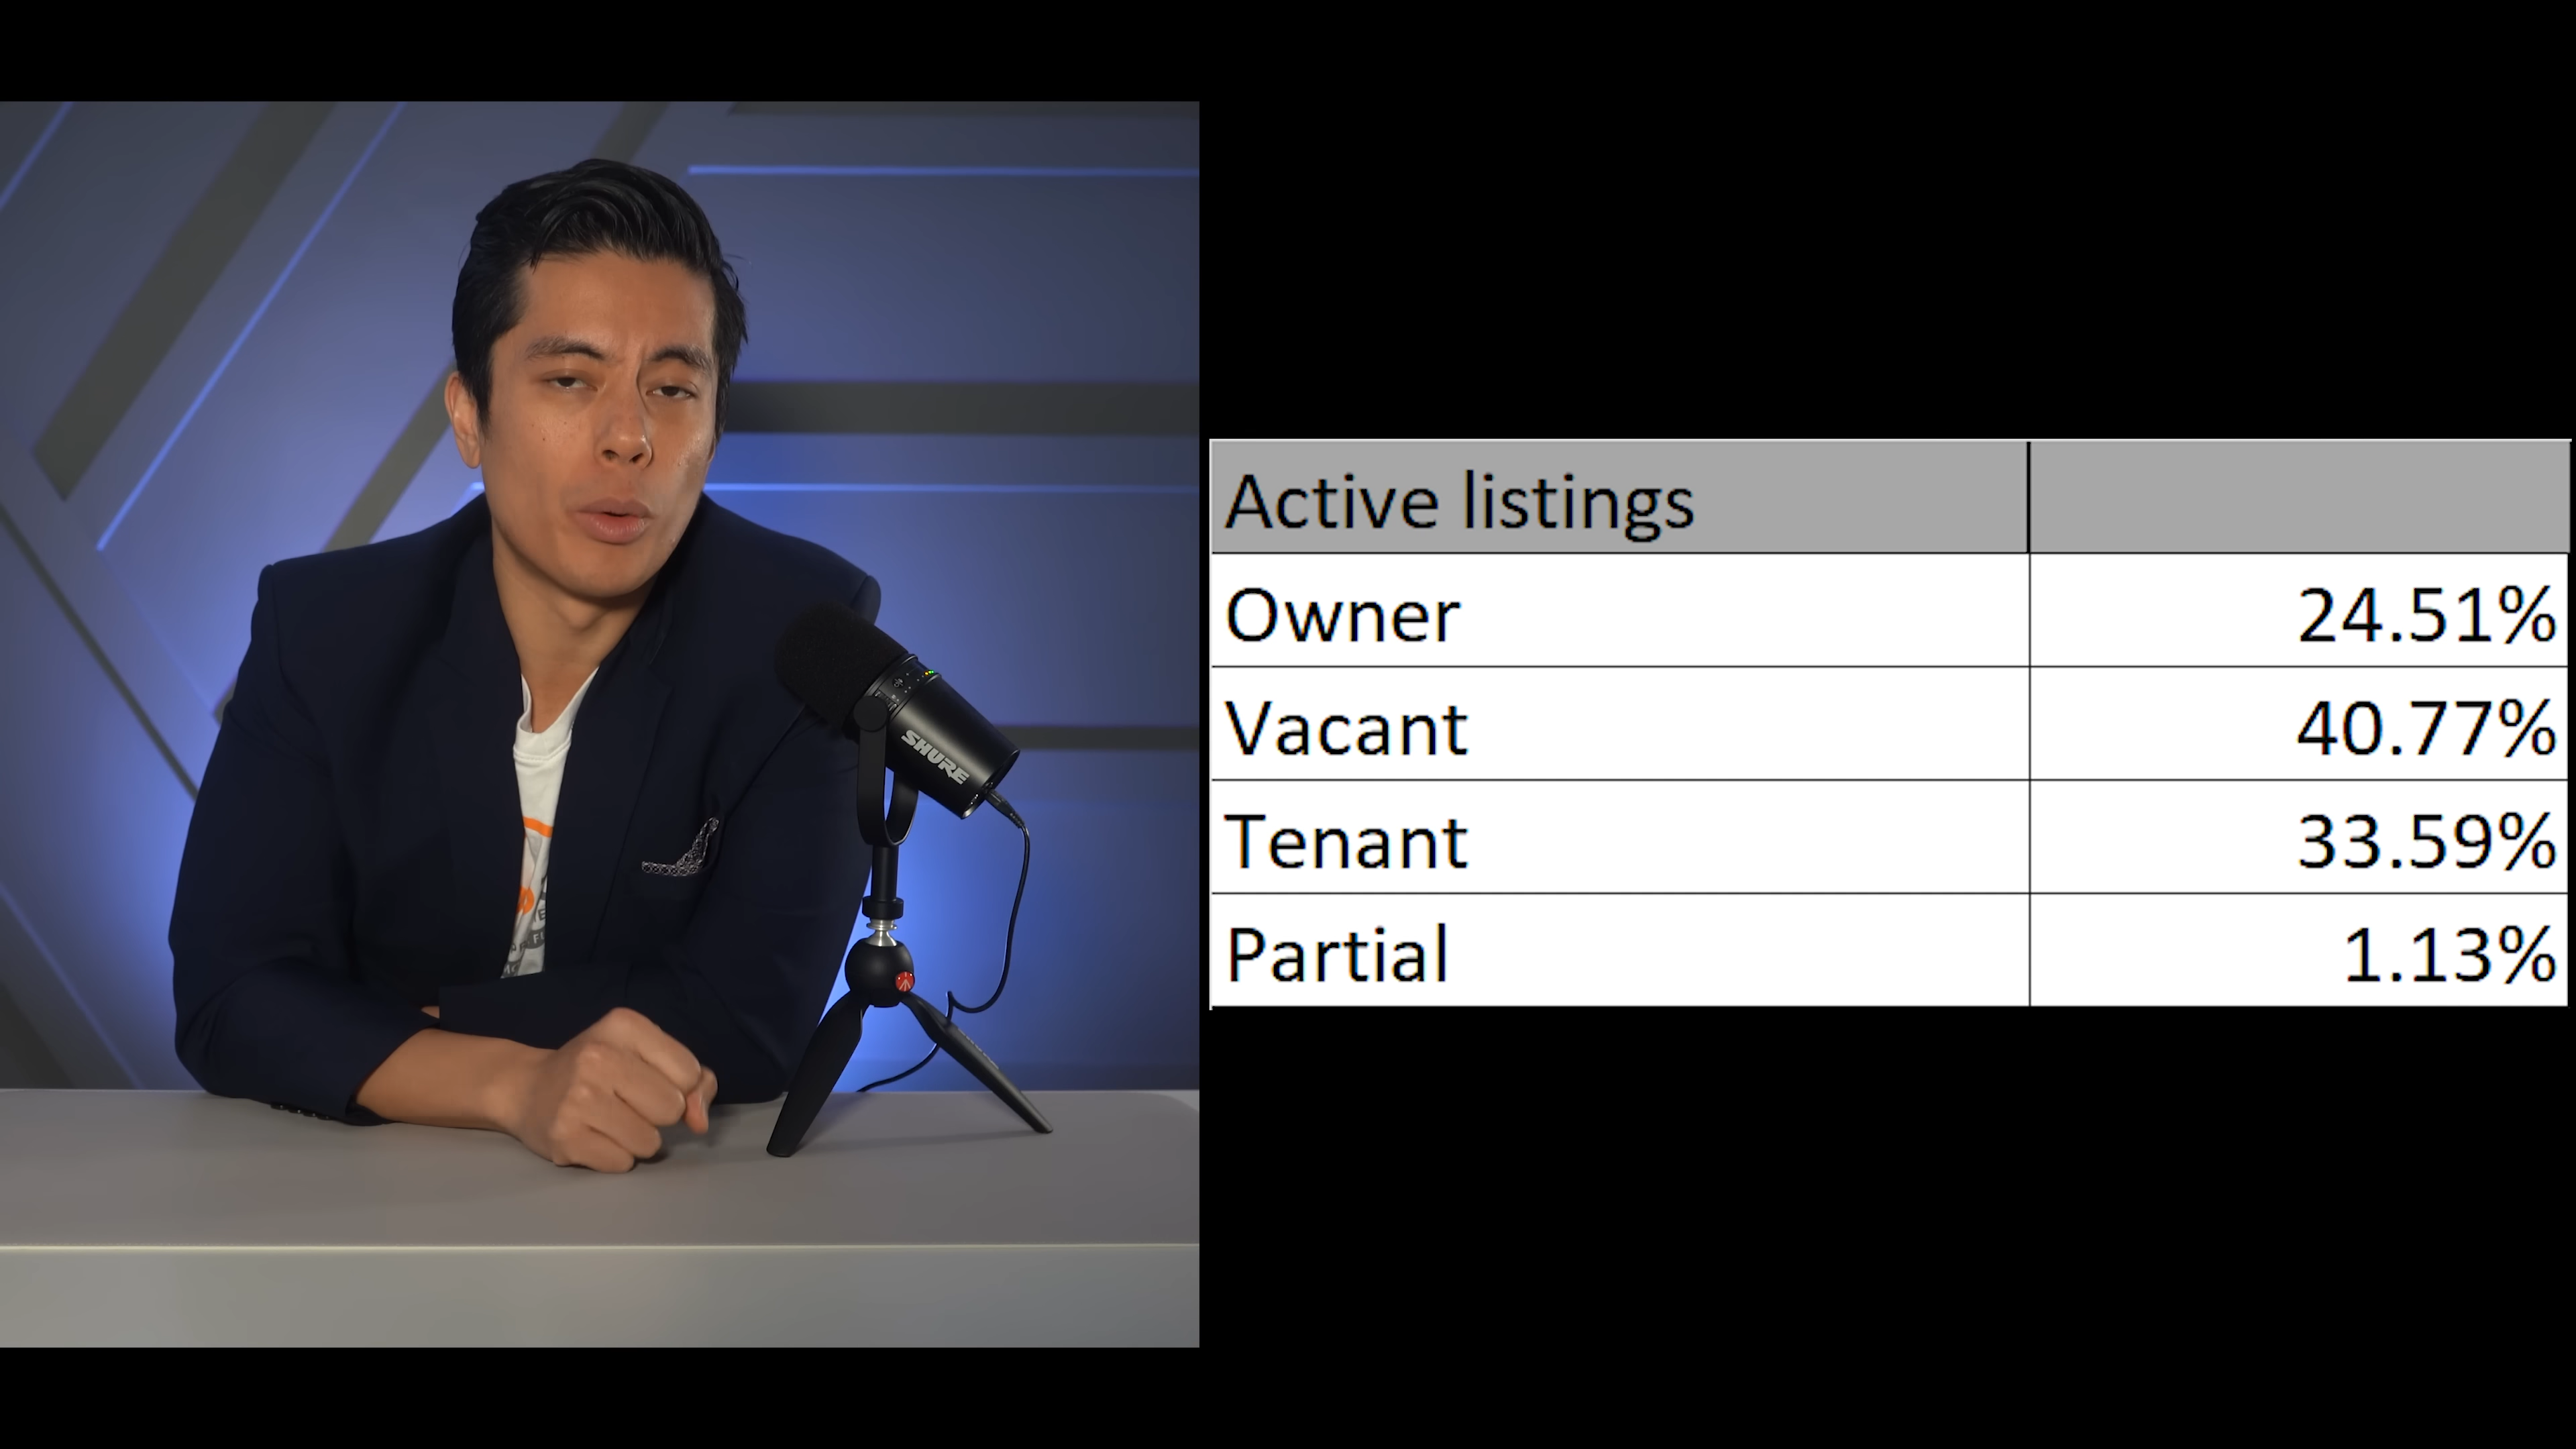 Active listings
Owner 24.51%
Vacant 40.77%
Tenant 33.59%
Partial 1.13%
SHURE